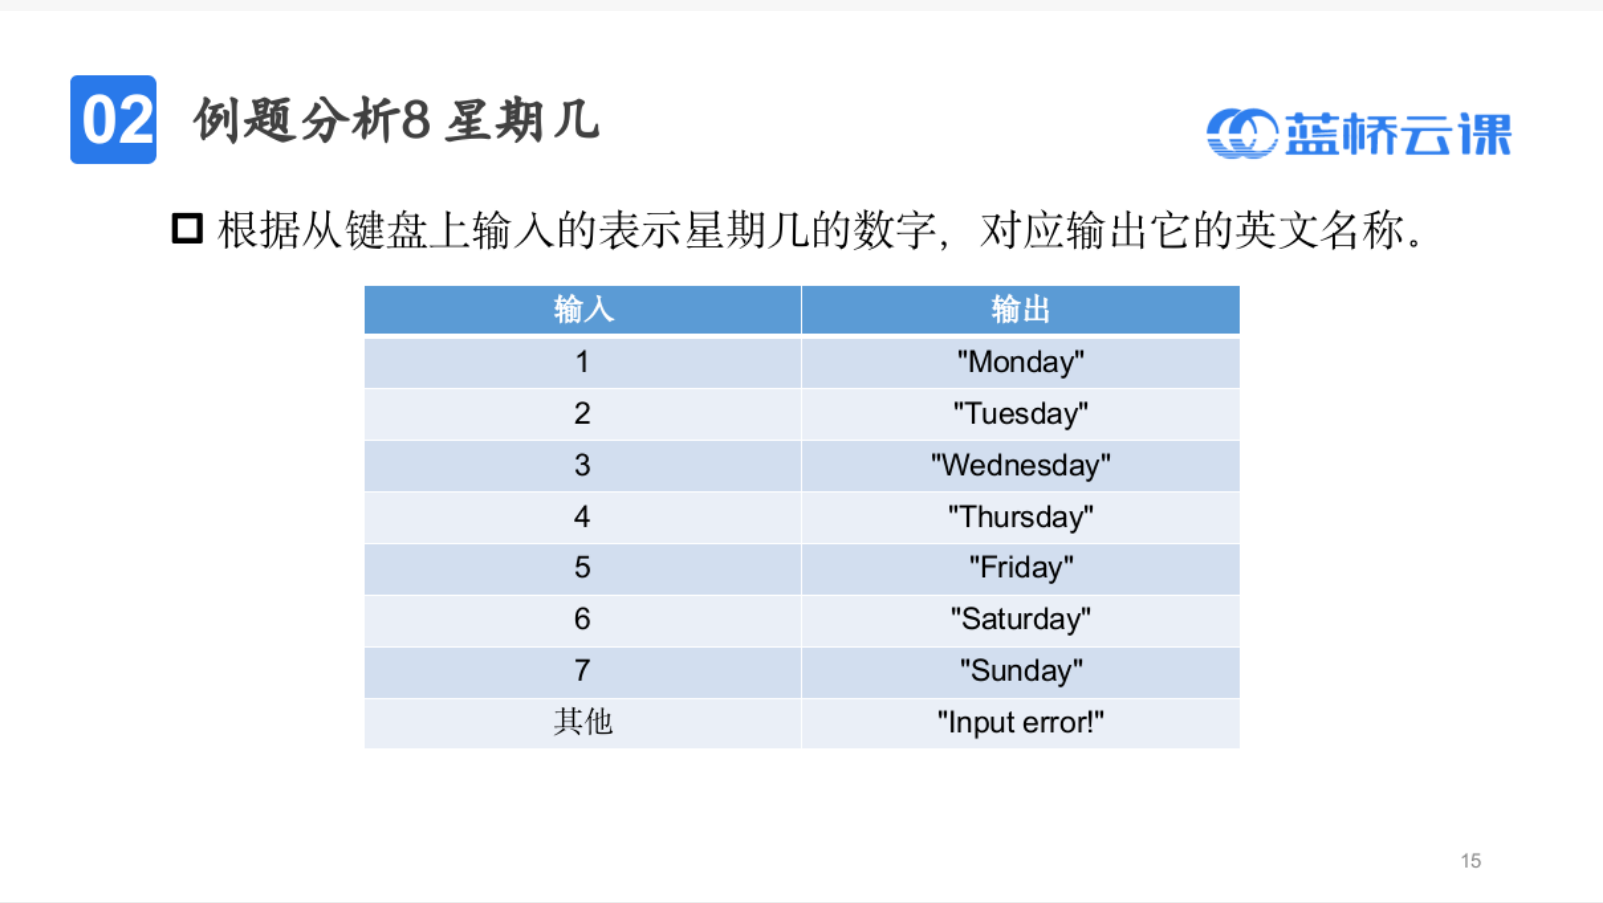 02 例题分析8 星期几
蓝桥云课
根据从键盘上输入的表示星期几的数字，对应输出它的英文名称。
输入 输出
1 "Monday"
2 "Tuesday"
3 "Wednesday"
4 "Thursday"
5 "Friday"
6 "Saturday"
7 "Sunday"
其他 "Input error!"
15